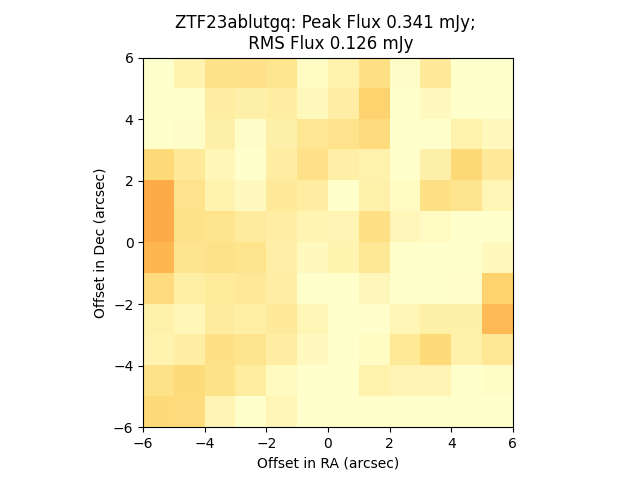 ZTF23ablutgq: Peak Flux 0.341 mJy;
RMS Flux 0.126 mJy
6
4
2
0
−2
−4
−6
Offset in Dec (arcsec)
−6 −4 −2 0 2 4 6
Offset in RA (arcsec)